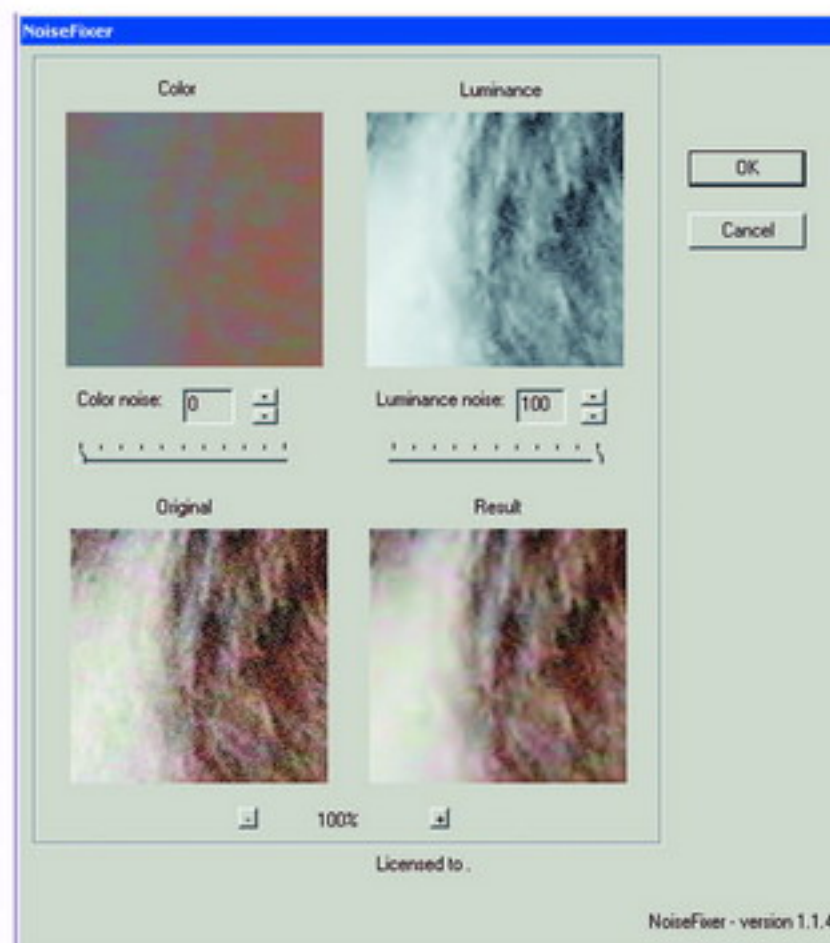 NoiseFixer
Color
Luminance
OK
Cancel
Color noise: 0
Luminance noise: 100
Original
Result
- 100% +
Licensed to .
NoiseFixer - version 1.1.4